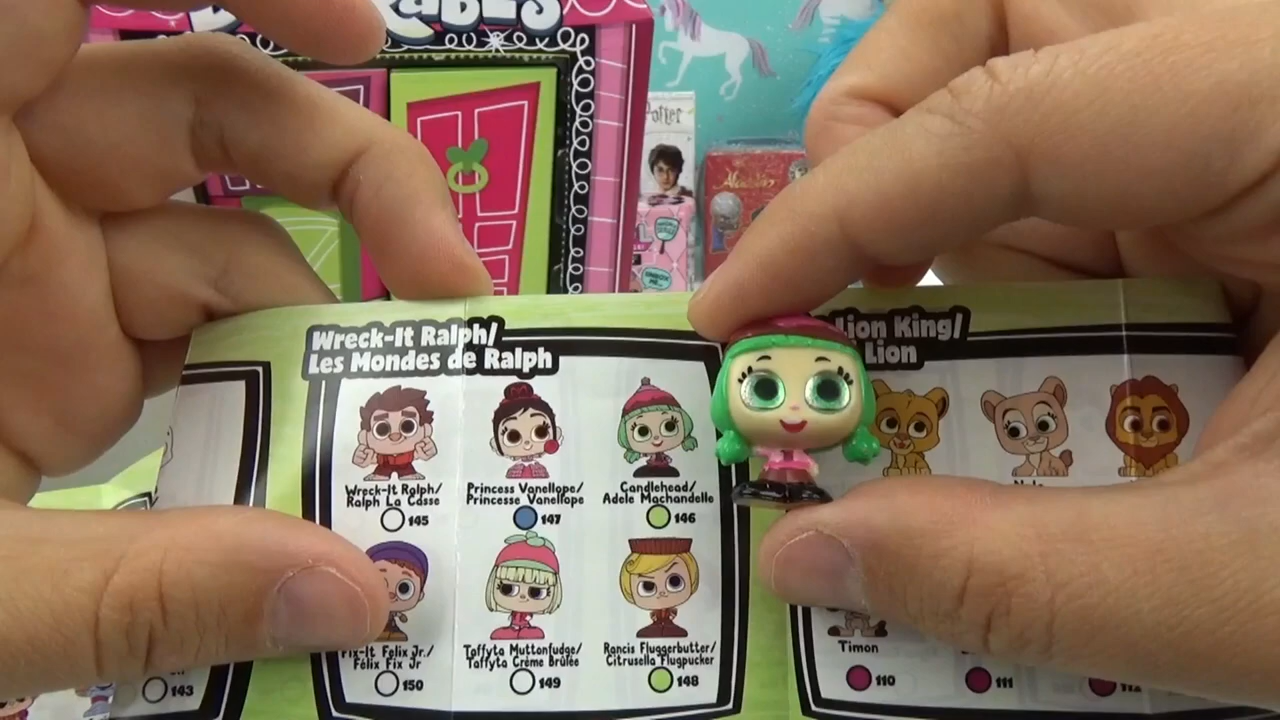 Potter
Aladdin
Wreck-It Ralph/
Les Mondes de Ralph
Lion King/
Lion
Wreck-It Ralph/
Ralph La Casse
145
Princess Vanellope/
Princesse Vanellope
147
Candlehead/
Adele Machandelle
146
Fix-It Felix Jr./
Félix Fix Jr
150
Taffyta Muttonfudge/
Taffyta Crème Brûlée
149
Rancis Fluggerbutter/
Citrusella Flugpucker
148
143
Timon
110
111
112